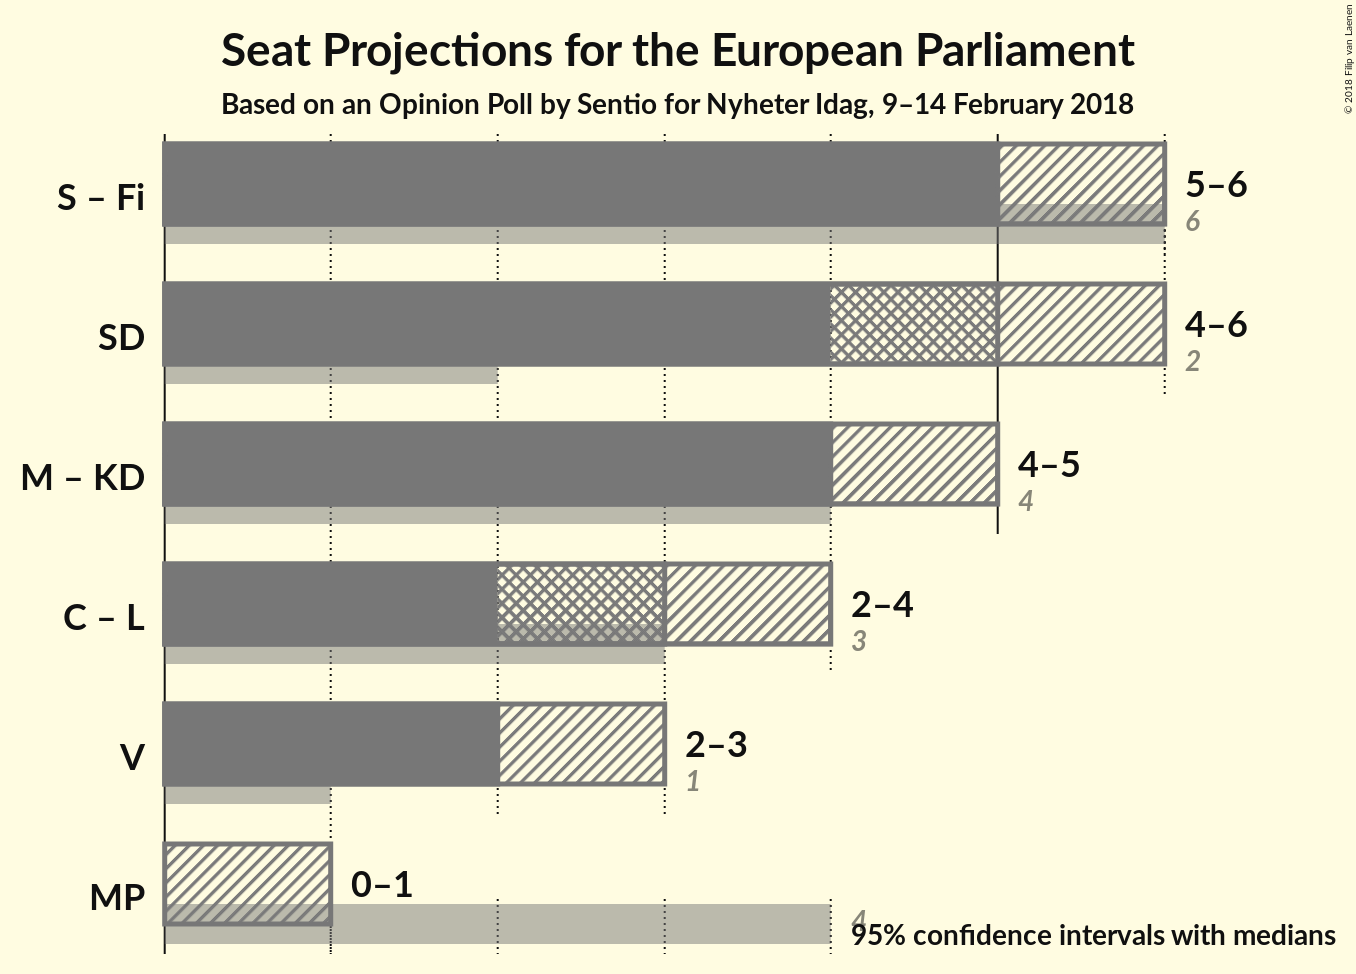 Seat Projections for the European Parliament
Based on an Opinion Poll by Sentio for Nyheter Idag, 9–14 February 2018
© 2018 Filip van Laenen
S – Fi
5–6
6
SD
4–6
2
M – KD
4–5
4
C – L
2–4
3
V
2–3
1
MP
0–1
4
95% confidence intervals with medians